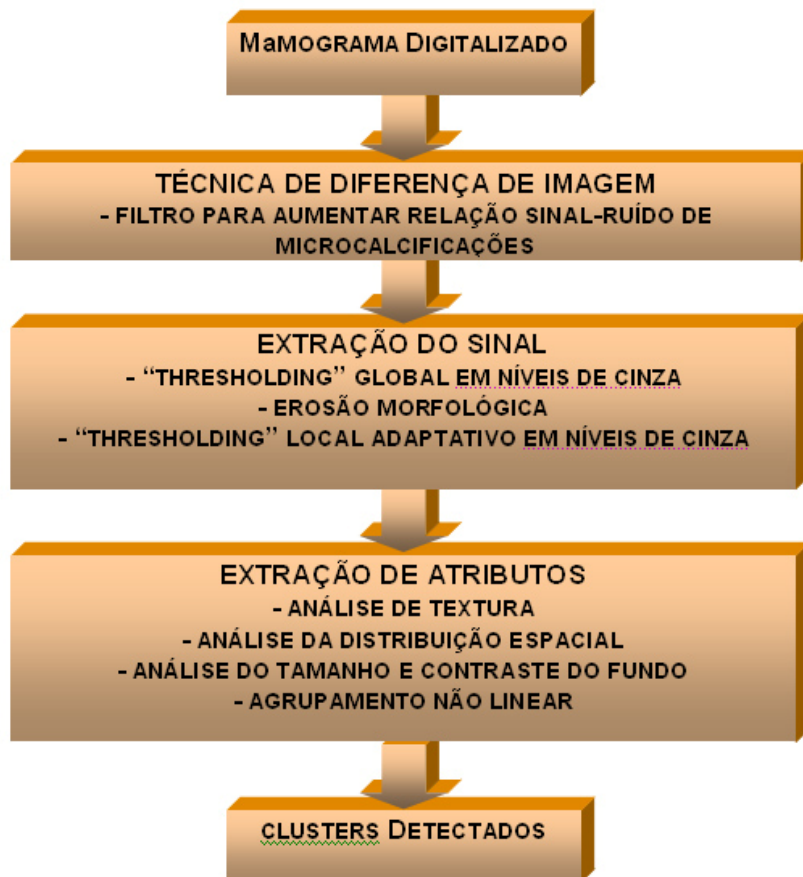 MaMOGRAMA DIGITALIZADO
TÉCNICA DE DIFERENÇA DE IMAGEM
- FILTRO PARA AUMENTAR RELAÇÃO SINAL-RUÍDO DE
MICROCALCIFICAÇÕES
EXTRAÇÃO DO SINAL
- “THRESHOLDING” GLOBAL EM NÍVEIS DE CINZA
- EROSÃO MORFOLÓGICA
- “THRESHOLDING” LOCAL ADAPTATIVO EM NÍVEIS DE CINZA
EXTRAÇÃO DE ATRIBUTOS
- ANÁLISE DE TEXTURA
- ANÁLISE DA DISTRIBUIÇÃO ESPACIAL
- ANÁLISE DO TAMANHO E CONTRASTE DO FUNDO
- AGRUPAMENTO NÃO LINEAR
CLUSTERS DETECTADOS